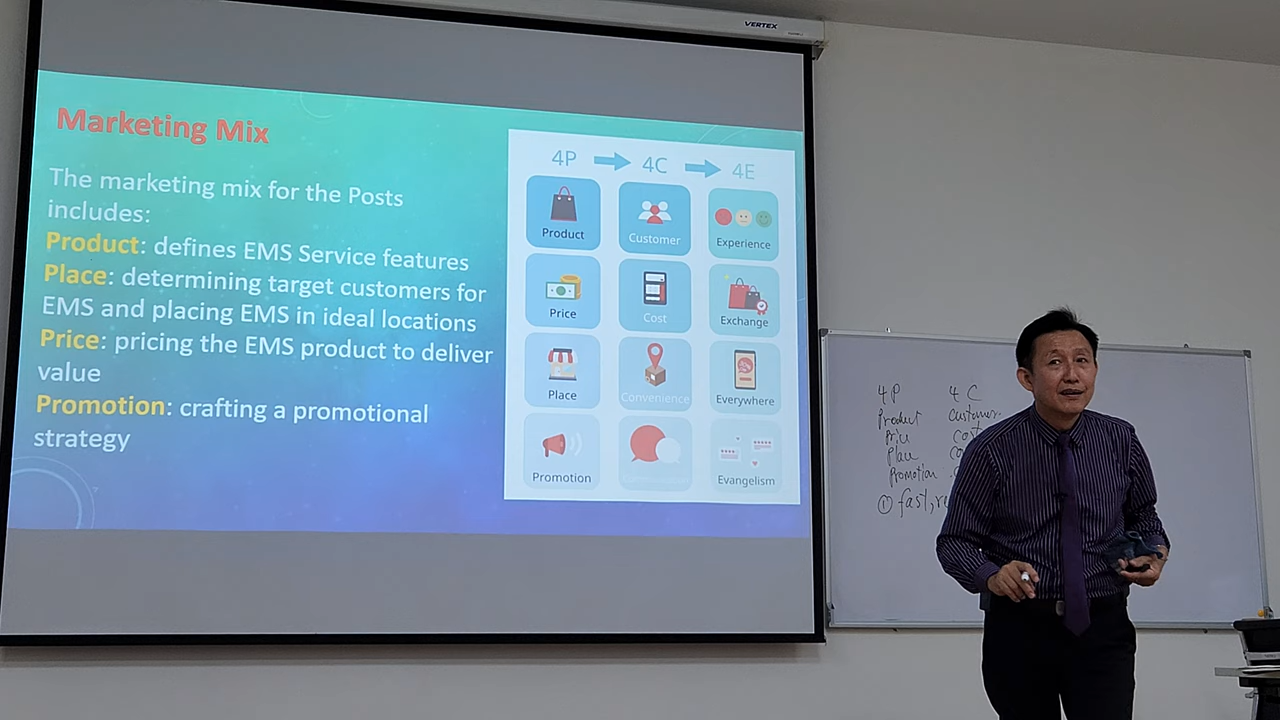 VERTEX
Marketing Mix
The marketing mix for the Posts
includes:
Product: defines EMS Service features
Place: determining target customers for
EMS and placing EMS in ideal locations
Price: pricing the EMS product to deliver
value
Promotion: crafting a promotional
strategy
4P 4C 4E
Product Customer Experience
Price Cost Exchange
Place Convenience Everywhere
Promotion Evangelism
4P 4C
Product Customer
Price
Place
Promotion
① fast,